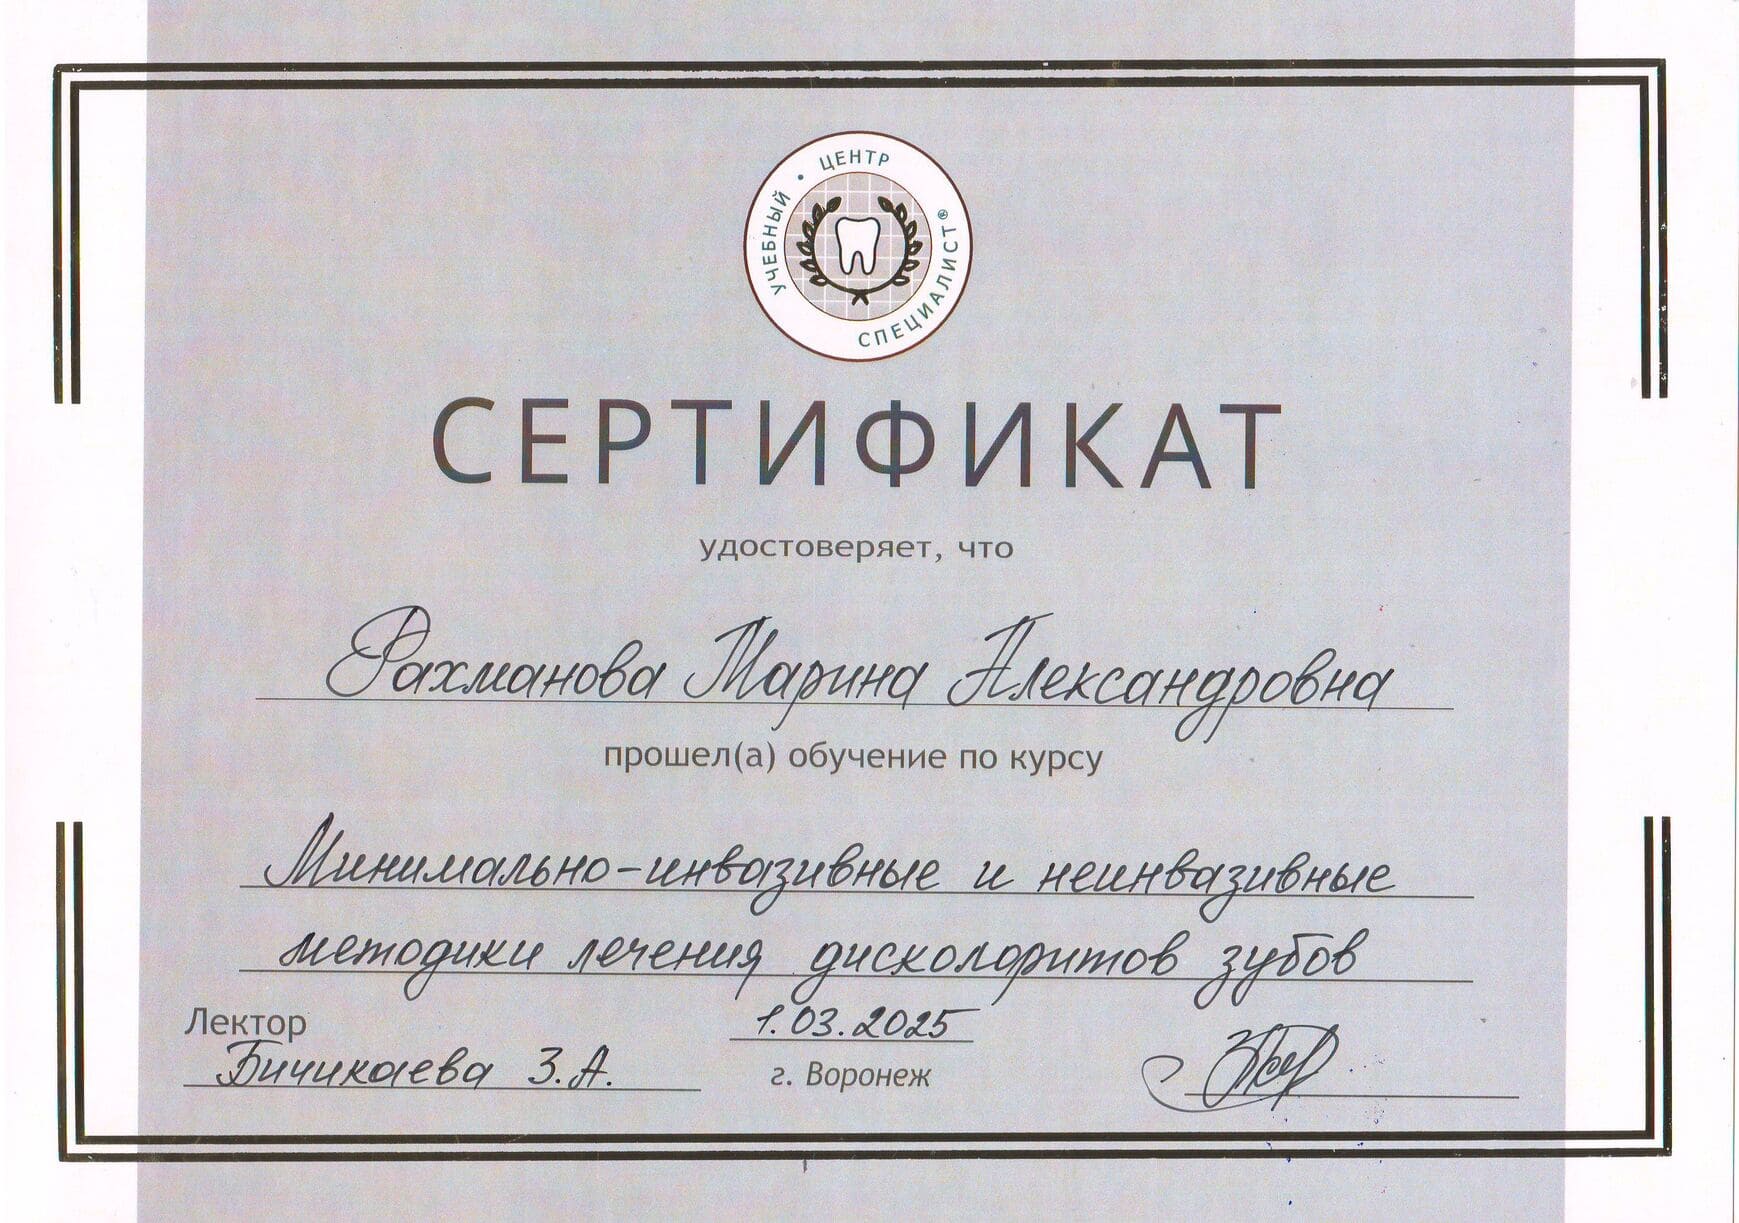 УЧЕБНЫЙ • ЦЕНТР
СПЕЦИАЛИСТ®
СЕРТИФИКАТ
удостоверяет, что
Рахманова Марина Александровна
прошел(а) обучение по курсу
Минимально-инвазивные и неинвазивные
методики лечения дисколоритов зубов
Лектор
1.03.2025
Бичикаева З.А.
г. Воронеж